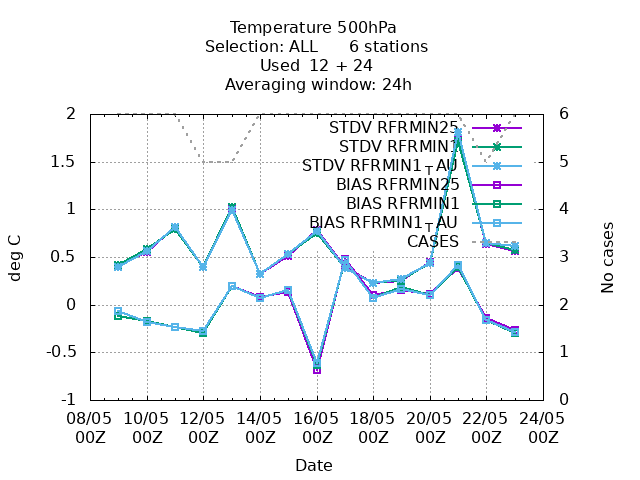 Temperature 500hPa
Selection: ALL 6 stations
Used 12 + 24
Averaging window: 24h
2
1.5
1
0.5
0
-0.5
-1
6
5
4
3
2
1
0
deg C
No cases
STDV RFRMIN25
STDV RFRMIN1
STDV RFRMIN1_TAU
BIAS RFRMIN25
BIAS RFRMIN1
BIAS RFRMIN1_TAU
CASES
08/05 10/05 12/05 14/05 16/05 18/05 20/05 22/05 24/05
00Z 00Z 00Z 00Z 00Z 00Z 00Z 00Z 00Z
Date